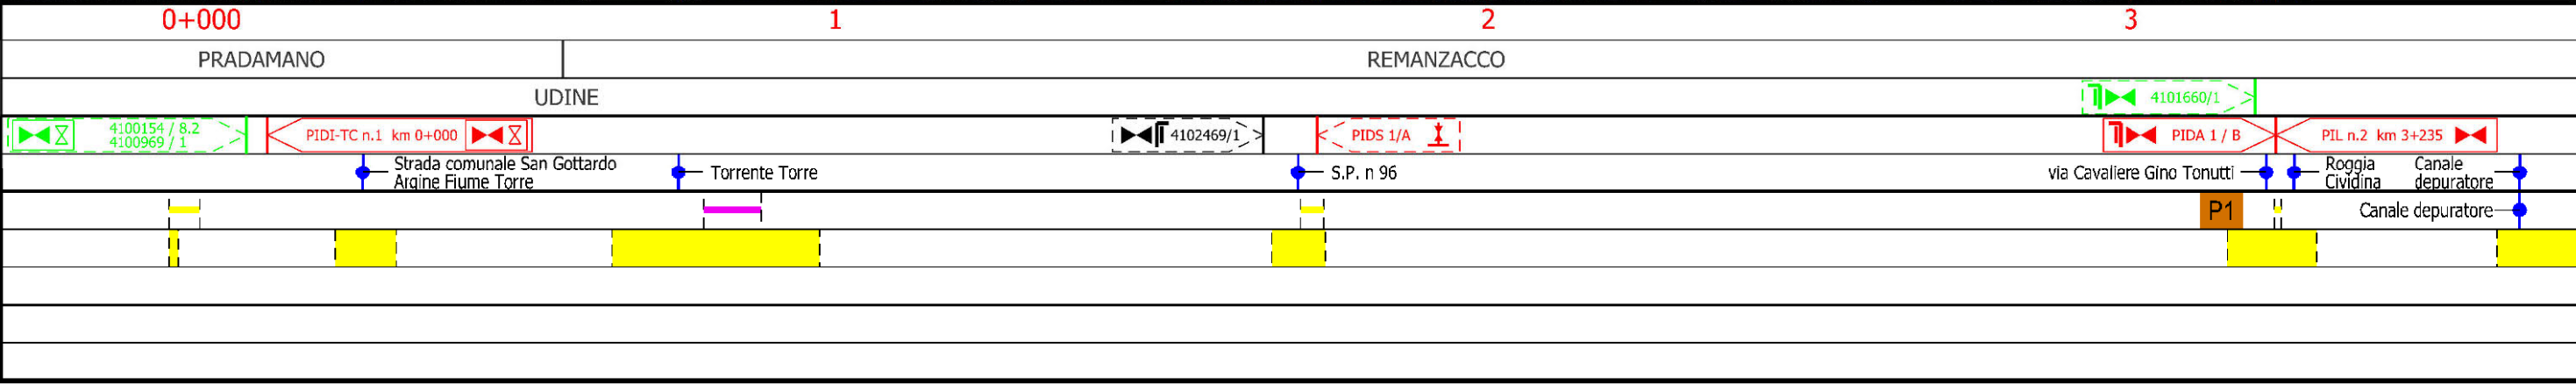 0+000 1 2 3
PRADAMANO REMANZACCO
UDINE 4101660/1
4100154 / 8.2
4100969 / 1
PIDI-TC n.1 km 0+000 4102469/1 PIDS 1/A PIDA 1 / B PIL n.2 km 3+235
Strada comunale San Gottardo
Argine Fiume Torre
Torrente Torre
S.P. n 96
via Cavaliere Gino Tonutti
Roggia
Cividina
Canale
depuratore
P1 Canale depuratore